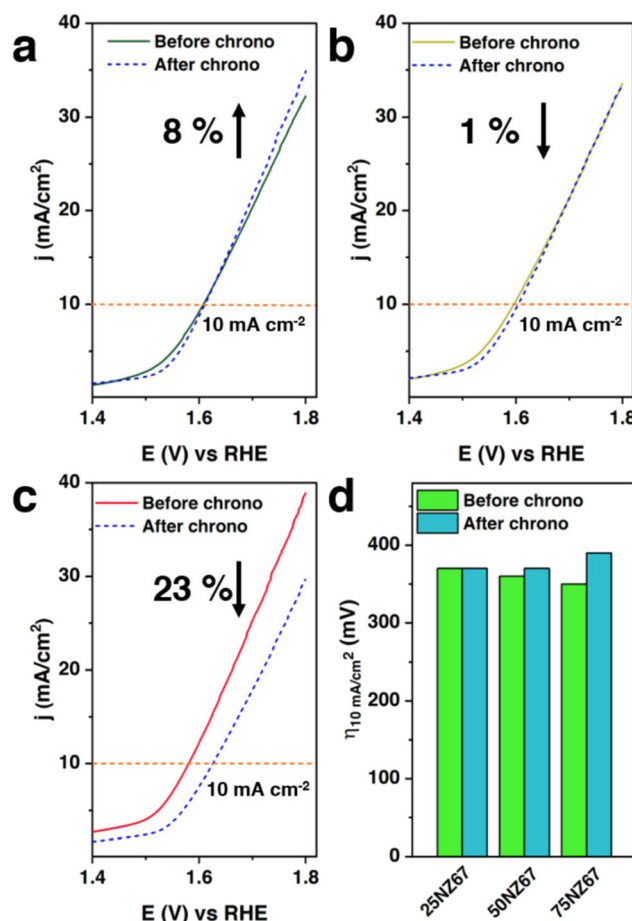 a
Before chrono
After chrono
8 %
10 mA cm-2
40
30
20
10
j (mA/cm2)
1.4
1.6
1.8
E (V) vs RHE
b
Before chrono
After chrono
1 %
10 mA cm-2
40
30
20
10
j (mA/cm2)
1.4
1.6
1.8
E (V) vs RHE
c
Before chrono
After chrono
23 %
10 mA cm-2
40
30
20
10
j (mA/cm2)
1.4
1.6
1.8
E (V) vs RHE
d
Before chrono
After chrono
400
300
200
100
0
η10 mA/cm2 (mV)
25NZ67
50NZ67
75NZ67